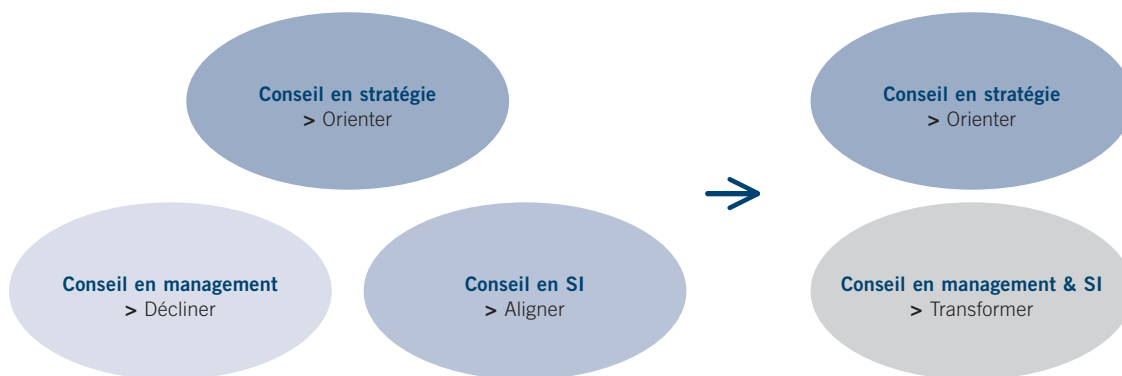 Conseil en stratégie
> Orienter
Conseil en management
> Décliner
Conseil en SI
> Aligner
Conseil en stratégie
> Orienter
Conseil en management & SI
> Transformer